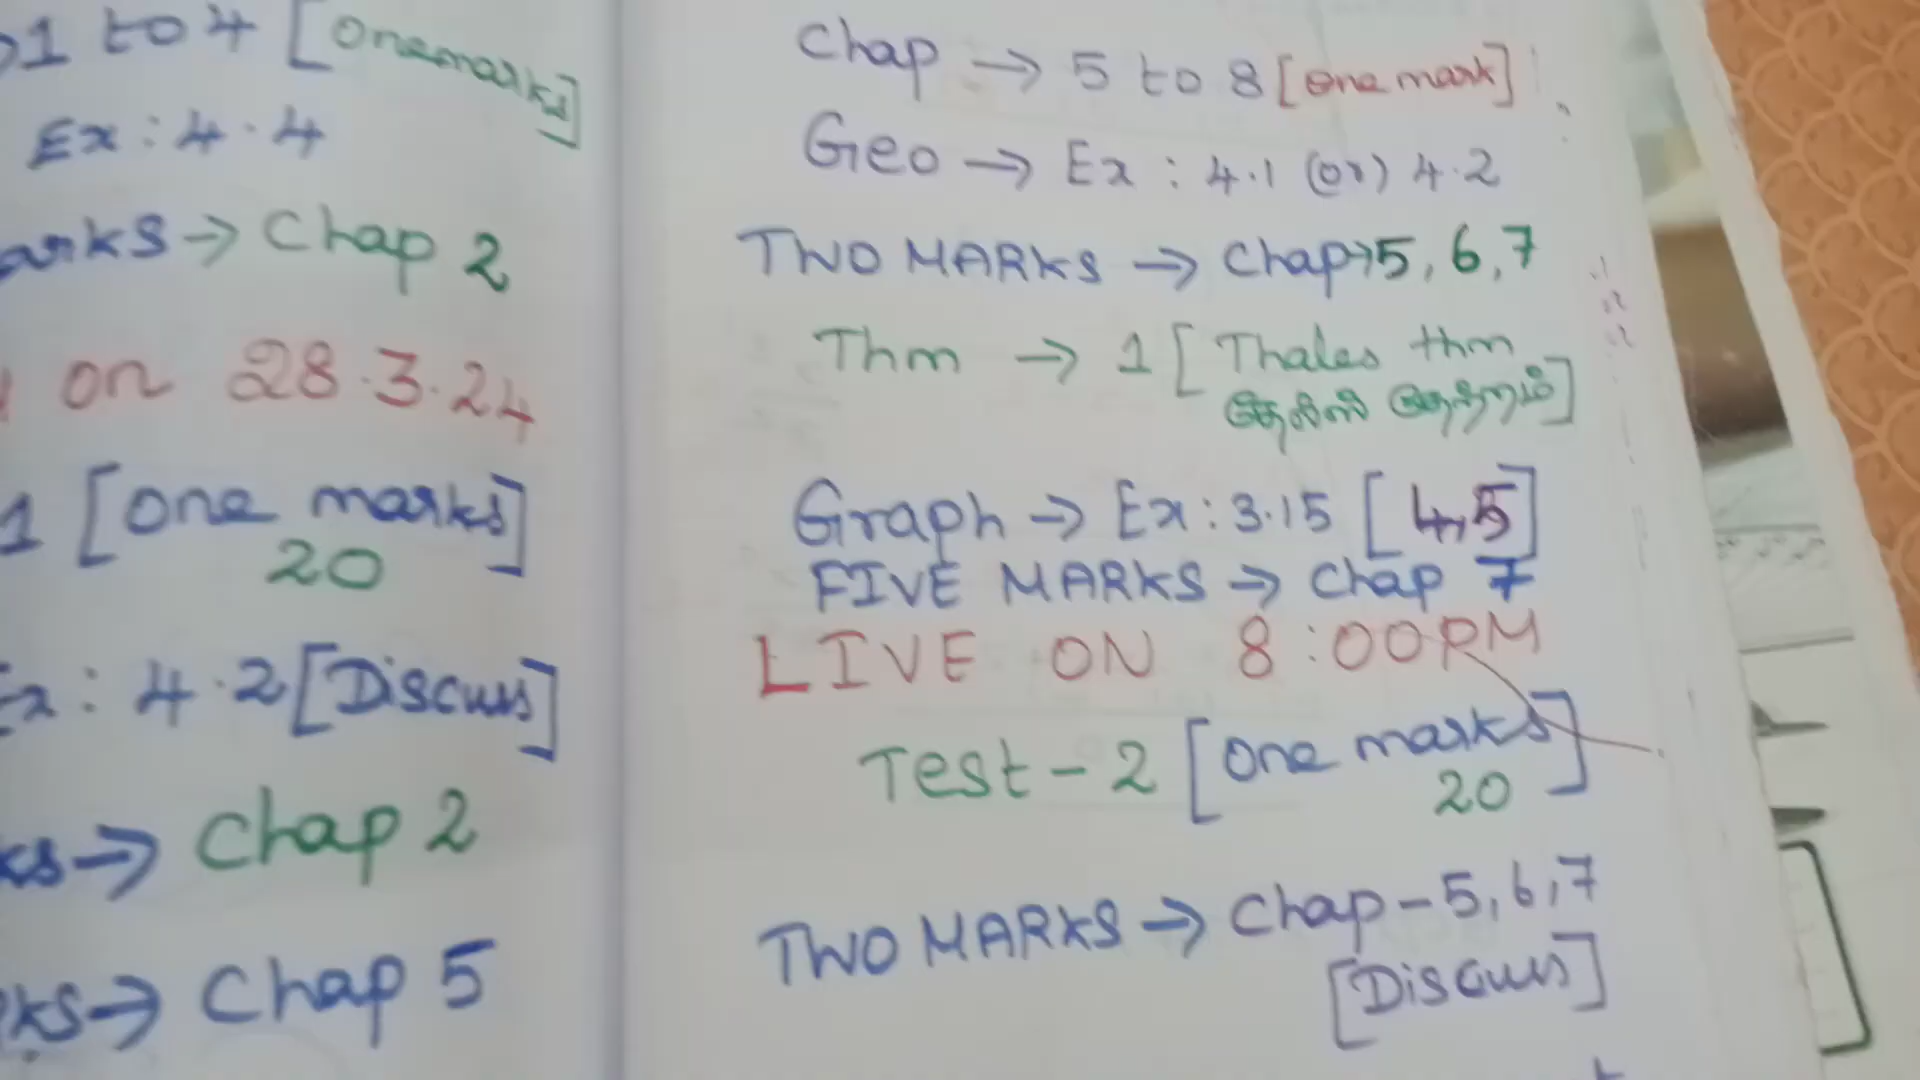 1 to 4 [Onemarks]
Ex : 4.4
arks → Chap 2
on 28.3.24
1 [One marks]
20
Ex : 4.2 [Discuss]
ks → Chap 2
ks → Chap 5
Chap → 5 to 8 [one mark]
Geo → Ex : 4.1 (or) 4.2
TWO MARKS → Chap → 5, 6, 7
Thm → 1 [Thales thm
தேலஸ் தேற்றம்]
Graph → Ex : 3.15 [4,5]
FIVE MARKS → Chap 7
LIVE ON 8:00PM
Test - 2 [One marks]
20
TWO MARKS → Chap - 5, 6, 7
[Discuss]